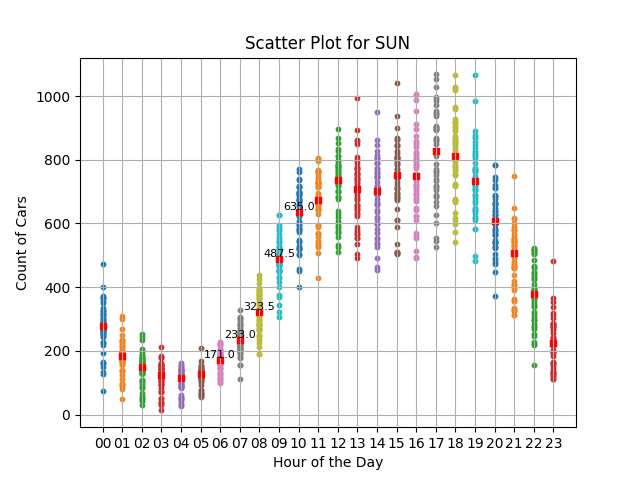 Scatter Plot for SUN
Count of Cars
1000
800
600
400
200
0
635.0
487.5
323.5
233.0
171.0
00 01 02 03 04 05 06 07 08 09 10 11 12 13 14 15 16 17 18 19 20 21 22 23
Hour of the Day